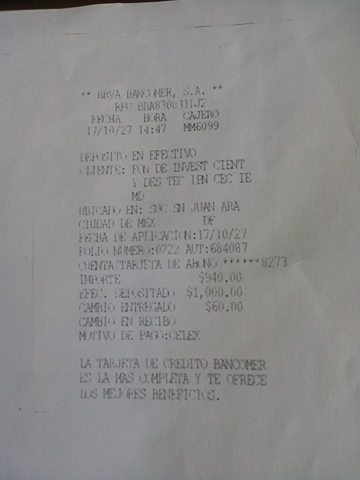 ** BBVA BANCOMER, S.A. **
RFC BBA830831LJ2
FECHA HORA CAJERO
17/10/27 14:47 MM6099
DEPOSITO EN EFECTIVO
CLIENTE: FON DE INVEST CIENT
Y DES TEC IPN CEC IE
MD
UBICADO EN: SUC SN JUAN ARA
CIUDAD DE MEX DF
FECHA DE APLICACION:17/10/27
FOLIO NUMERO:0722 AUT:684087
CUENTA/TARJETA DE ABONO ******8273
IMPORTE $940.00
EFEC. DEPOSITADO $1,000.00
CAMBIO ENTREGADO $60.00
CAMBIO EN RECIBO
MOTIVO DE PAGO:CELEX
LA TARJETA DE CREDITO BANCOMER
ES LA MAS COMPLETA Y TE OFRECE
LOS MEJORES BENEFICIOS.